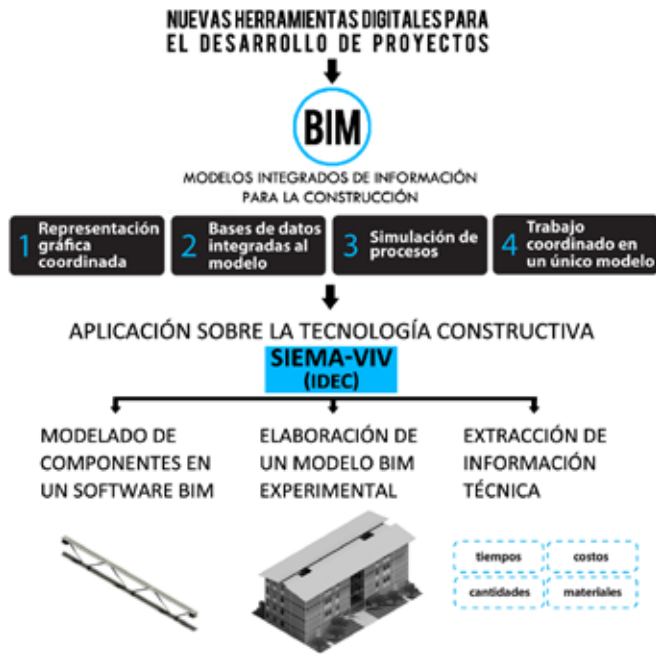 NUEVAS HERRAMIENTAS DIGITALES PARA
EL DESARROLLO DE PROYECTOS
BIM
MODELOS INTEGRADOS DE INFORMACIÓN
PARA LA CONSTRUCCIÓN
1 Representación
gráfica
coordinada
2 Bases de datos
integradas al
modelo
3 Simulación de
procesos
4 Trabajo
coordinado en
un único modelo
APLICACIÓN SOBRE LA TECNOLOGÍA CONSTRUCTIVA
SIEMA-VIV
(IDEC)
MODELADO DE
COMPONENTES EN
UN SOFTWARE BIM
ELABORACIÓN DE
UN MODELO BIM
EXPERIMENTAL
EXTRACCIÓN DE
INFORMACIÓN
TÉCNICA
tiempos
costos
cantidades
materiales